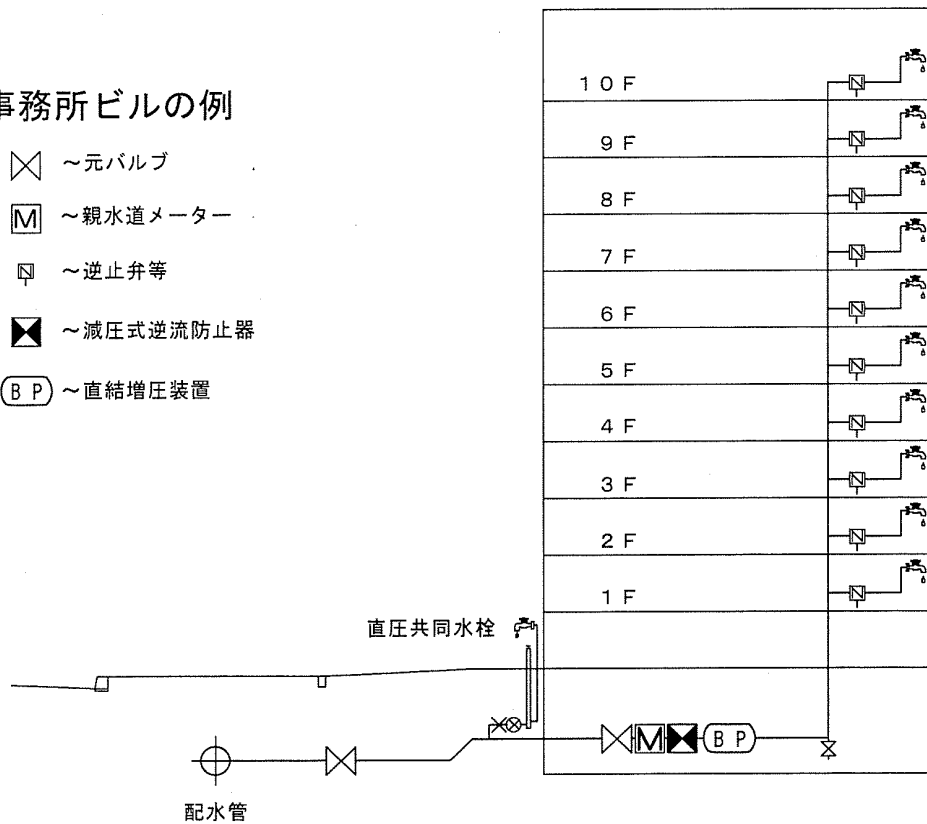 事務所ビルの例
～元バルブ
M ～親水道メーター
N ～逆止弁等
～減圧式逆流防止器
BP ～直結増圧装置
10F
9F
8F
7F
6F
5F
4F
3F
2F
1F
N
N
N
N
N
N
N
N
N
N
直圧共同水栓
M
BP
配水管